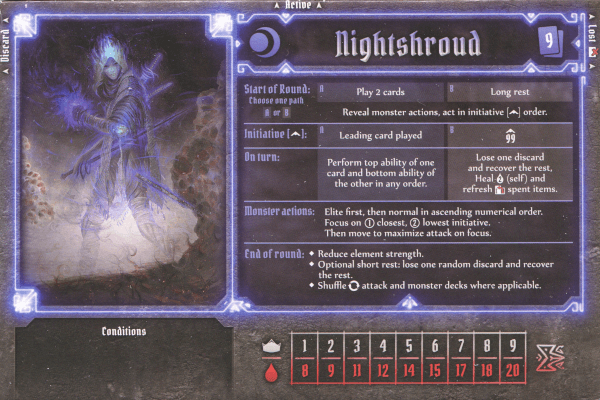 Active
Discard
Lost
Nightshroud
9
Start of Round:
Choose one path
A or B
A Play 2 cards
B Long rest
Reveal monster actions, act in initiative [ ] order.
Initiative [ ]:
A Leading card played
B 99
On turn:
Perform top ability of one
card and bottom ability of
the other in any order.
Lose one discard
and recover the rest,
Heal 2 (self) and
refresh spent items.
Monster actions:
Elite first, then normal in ascending numerical order.
Focus on 1 closest, 2 lowest initiative.
Then move to maximize attack on focus.
End of round:
◆ Reduce element strength.
◆ Optional short rest: lose one random discard and recover
the rest.
◆ Shuffle attack and monster decks where applicable.
Conditions
1 2 3 4 5 6 7 8 9
8 9 11 12 14 15 17 18 20